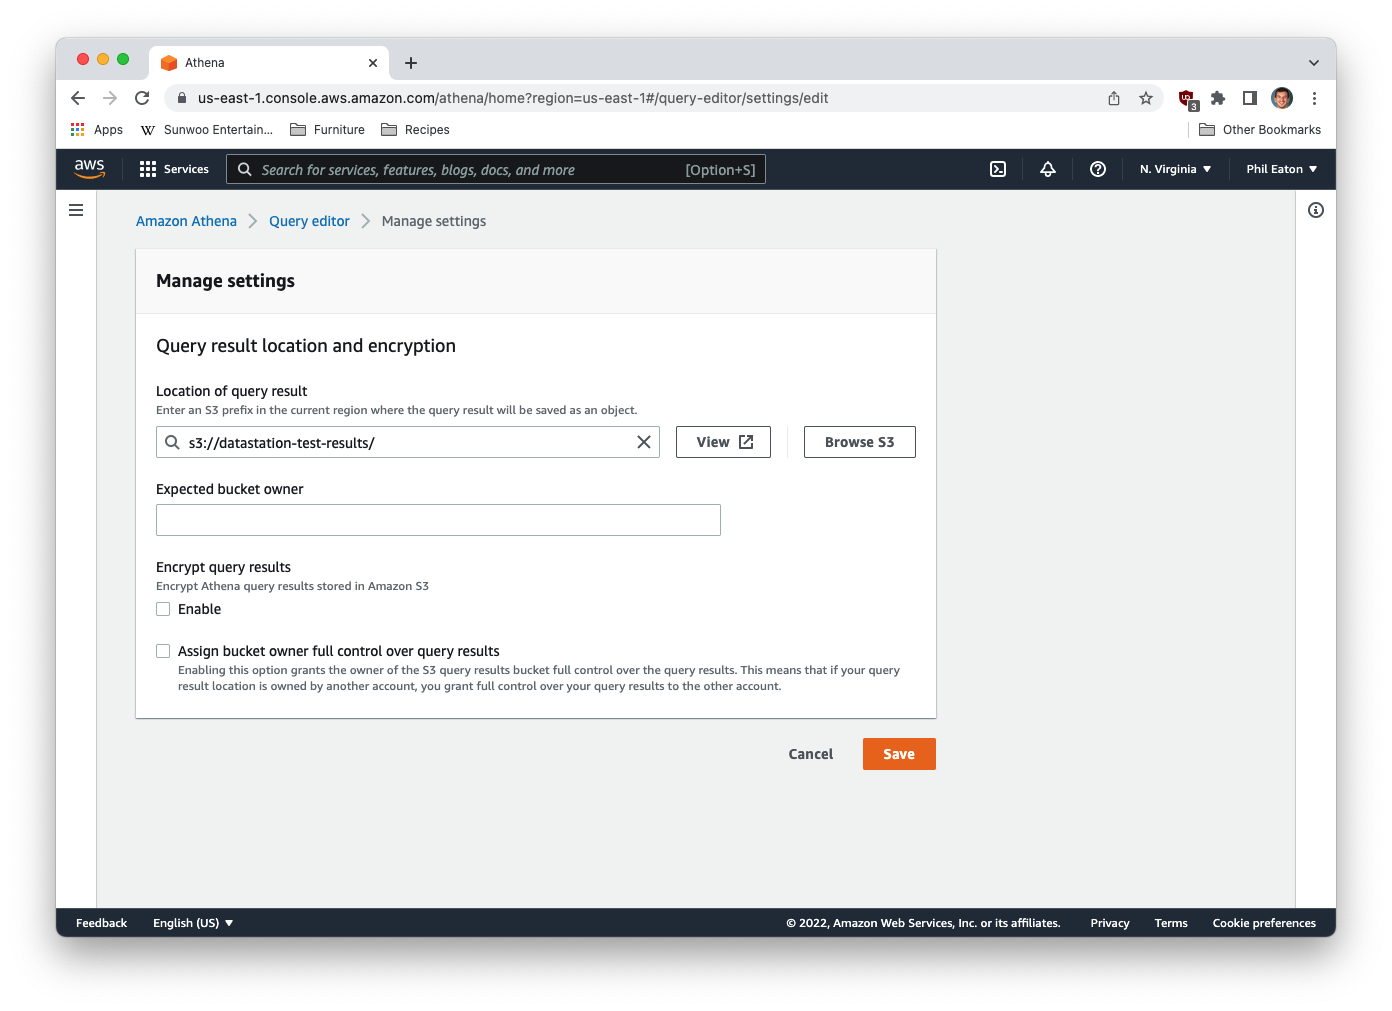 Athena
us-east-1.console.aws.amazon.com/athena/home?region=us-east-1#/query-editor/settings/edit
3
Apps
Sunwoo Entertain...
Furniture
Recipes
Other Bookmarks
aws
Services
Search for services, features, blogs, docs, and more
[Option+S]
N. Virginia
Phil Eaton
Amazon Athena
Query editor
Manage settings
Manage settings
Query result location and encryption
Location of query result
Enter an S3 prefix in the current region where the query result will be saved as an object.
s3://datastation-test-results/
View
Browse S3
Expected bucket owner
Encrypt query results
Encrypt Athena query results stored in Amazon S3
Enable
Assign bucket owner full control over query results
Enabling this option grants the owner of the S3 query results bucket full control over the query results. This means that if your query
result location is owned by another account, you grant full control over your query results to the other account.
Cancel
Save
Feedback
English (US)
© 2022, Amazon Web Services, Inc. or its affiliates.
Privacy
Terms
Cookie preferences